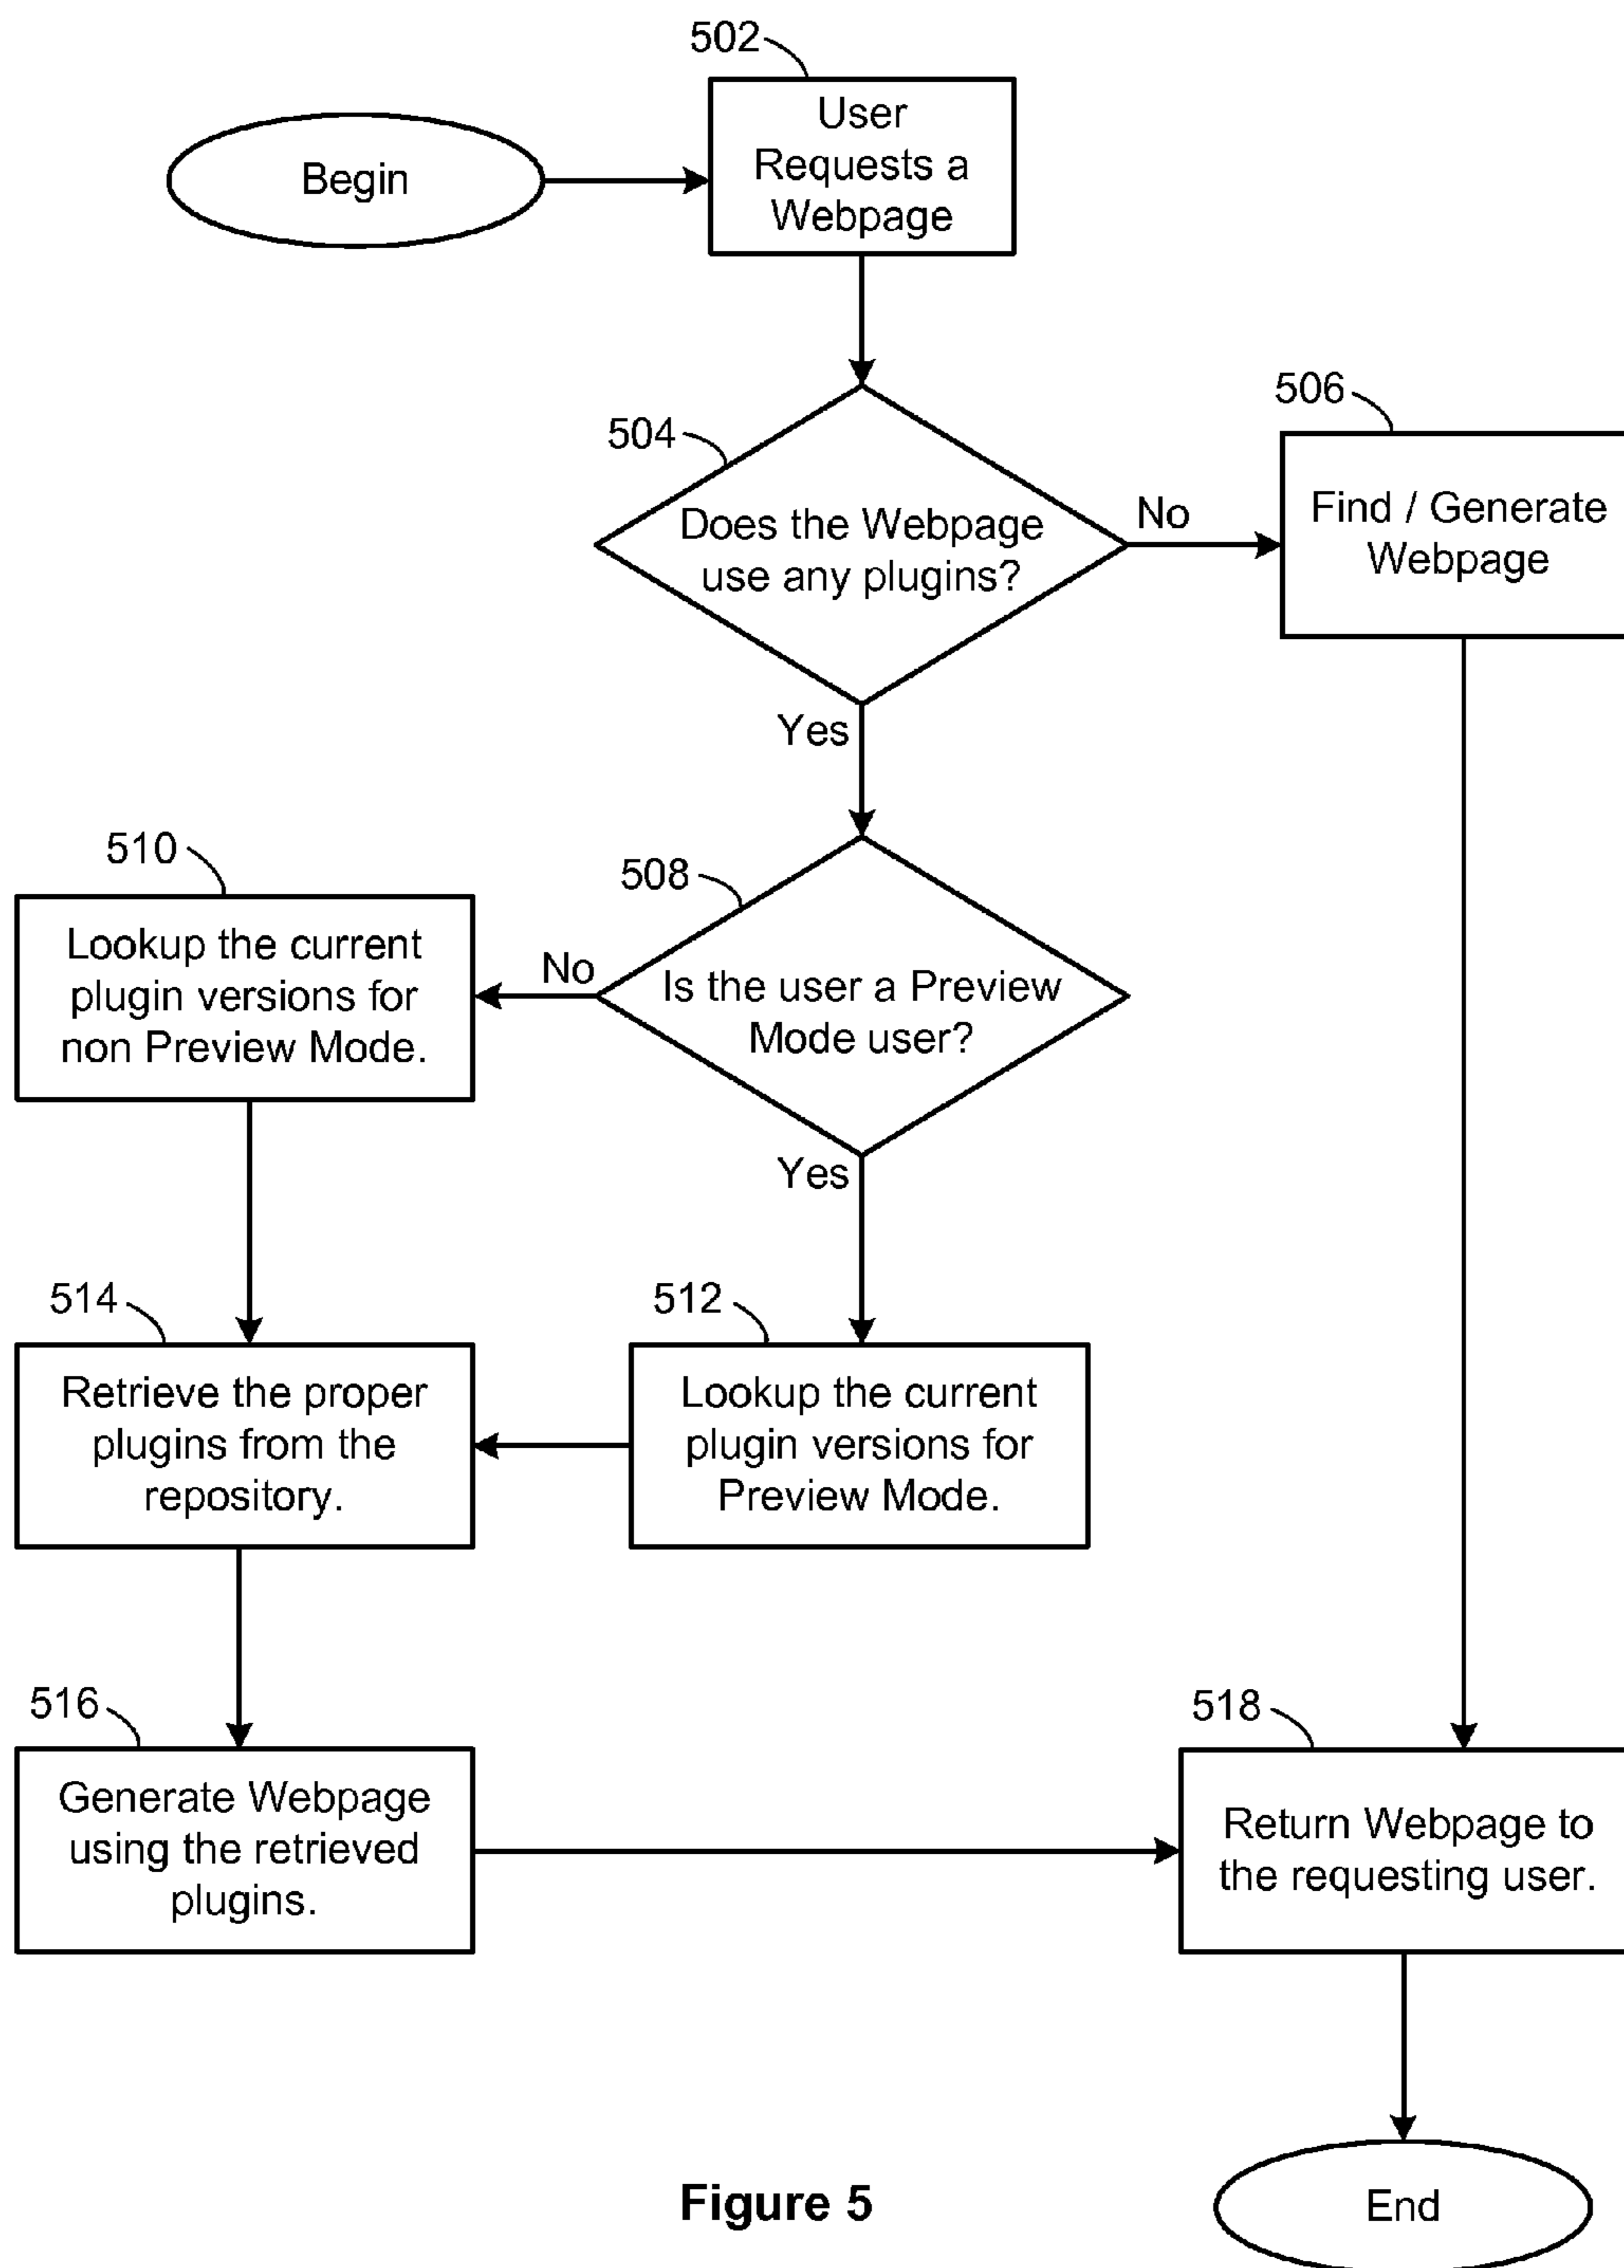 502
User
Requests a
Webpage
Begin
506
504
Does the Webpage
use any plugins?
No
Find / Generate
Webpage
Yes
510
508
Lookup the current
plugin versions for
non Preview Mode.
No
Is the user a Preview
Mode user?
Yes
514
512
Retrieve the proper
plugins from the
repository.
Lookup the current
plugin versions for
Preview Mode.
516
518
Generate Webpage
using the retrieved
plugins.
Return Webpage to
the requesting user.
Figure 5
End